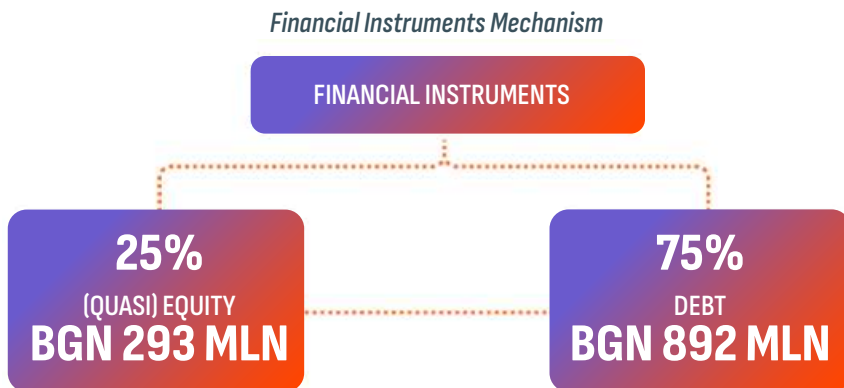 Financial Instruments Mechanism
FINANCIAL INSTRUMENTS
25%
(QUASI) EQUITY
BGN 293 MLN
75%
DEBT
BGN 892 MLN